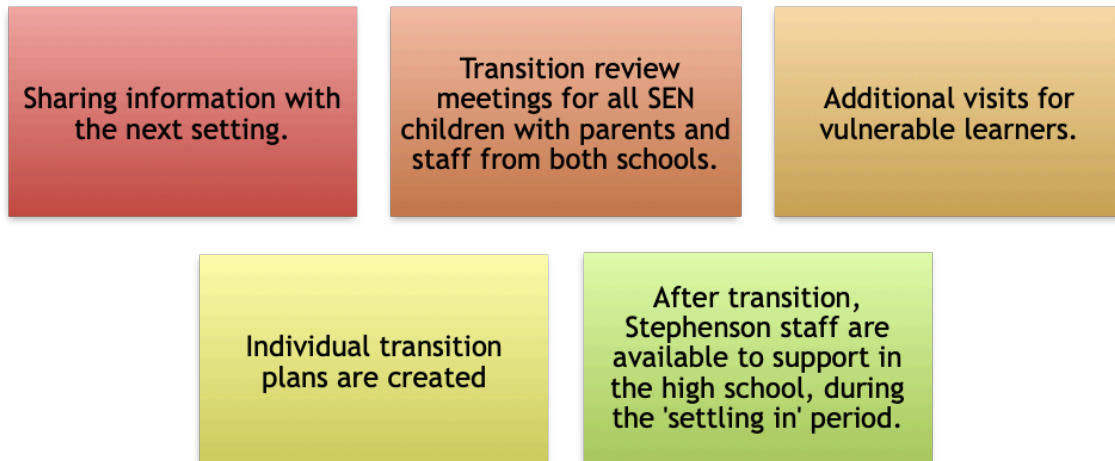 Sharing information with
the next setting.
Transition review
meetings for all SEN
children with parents and
staff from both schools.
Additional visits for
vulnerable learners.
Individual transition
plans are created
After transition,
Stephenson staff are
available to support in
the high school, during
the 'settling in' period.